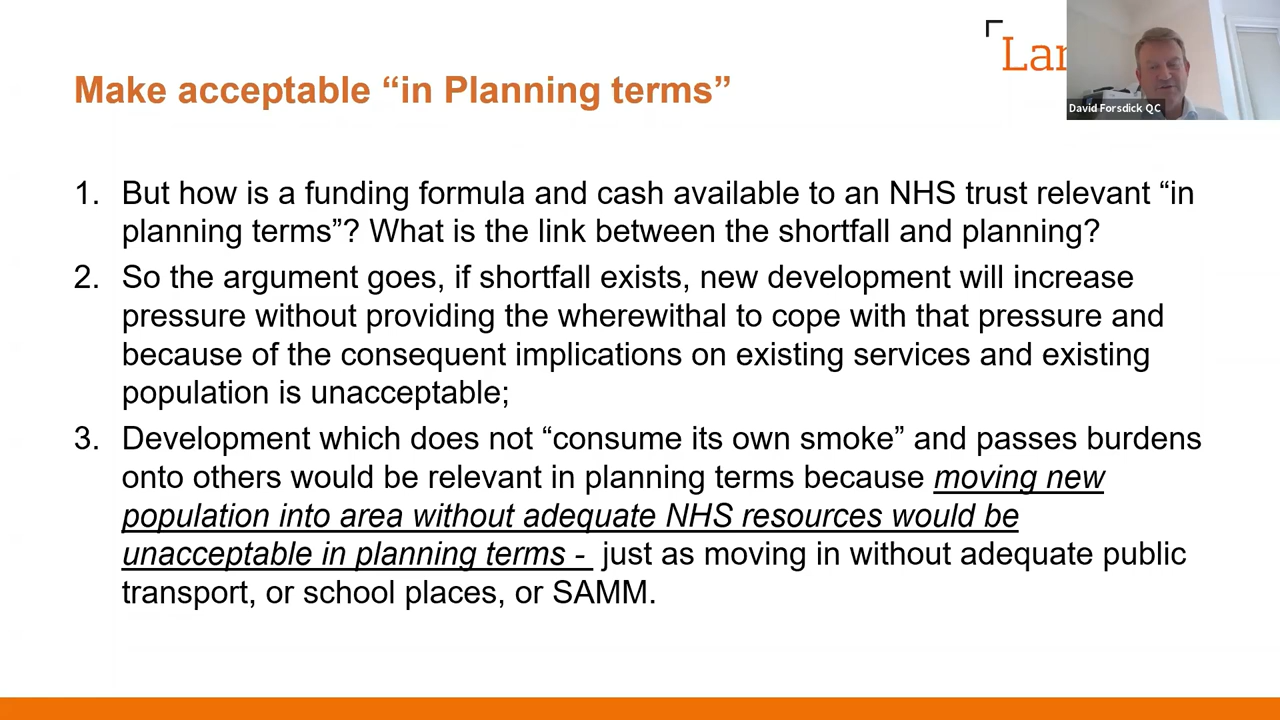 Lar
David Forsdick QC
Make acceptable “in Planning terms”
1. But how is a funding formula and cash available to an NHS trust relevant “in
planning terms”? What is the link between the shortfall and planning?
2. So the argument goes, if shortfall exists, new development will increase
pressure without providing the wherewithal to cope with that pressure and
because of the consequent implications on existing services and existing
population is unacceptable;
3. Development which does not “consume its own smoke” and passes burdens
onto others would be relevant in planning terms because moving new
population into area without adequate NHS resources would be
unacceptable in planning terms - just as moving in without adequate public
transport, or school places, or SAMM.